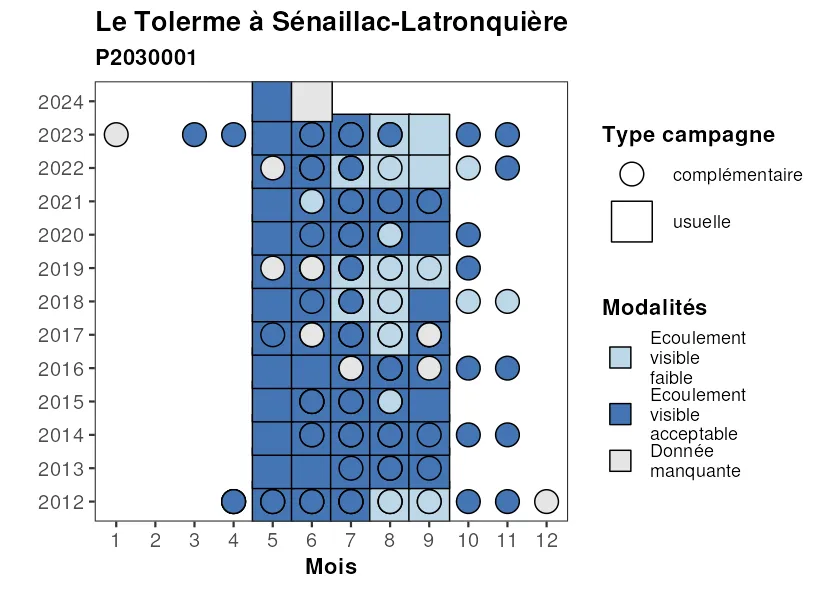 Le Tolerme à Sénaillac-Latronquière
P2030001
2024
2023
2022
2021
2020
2019
2018
2017
2016
2015
2014
2013
2012
1 2 3 4 5 6 7 8 9 10 11 12
Mois
Type campagne
complémentaire
usuelle
Modalités
Ecoulement
visible
faible
Ecoulement
visible
acceptable
Donnée
manquante